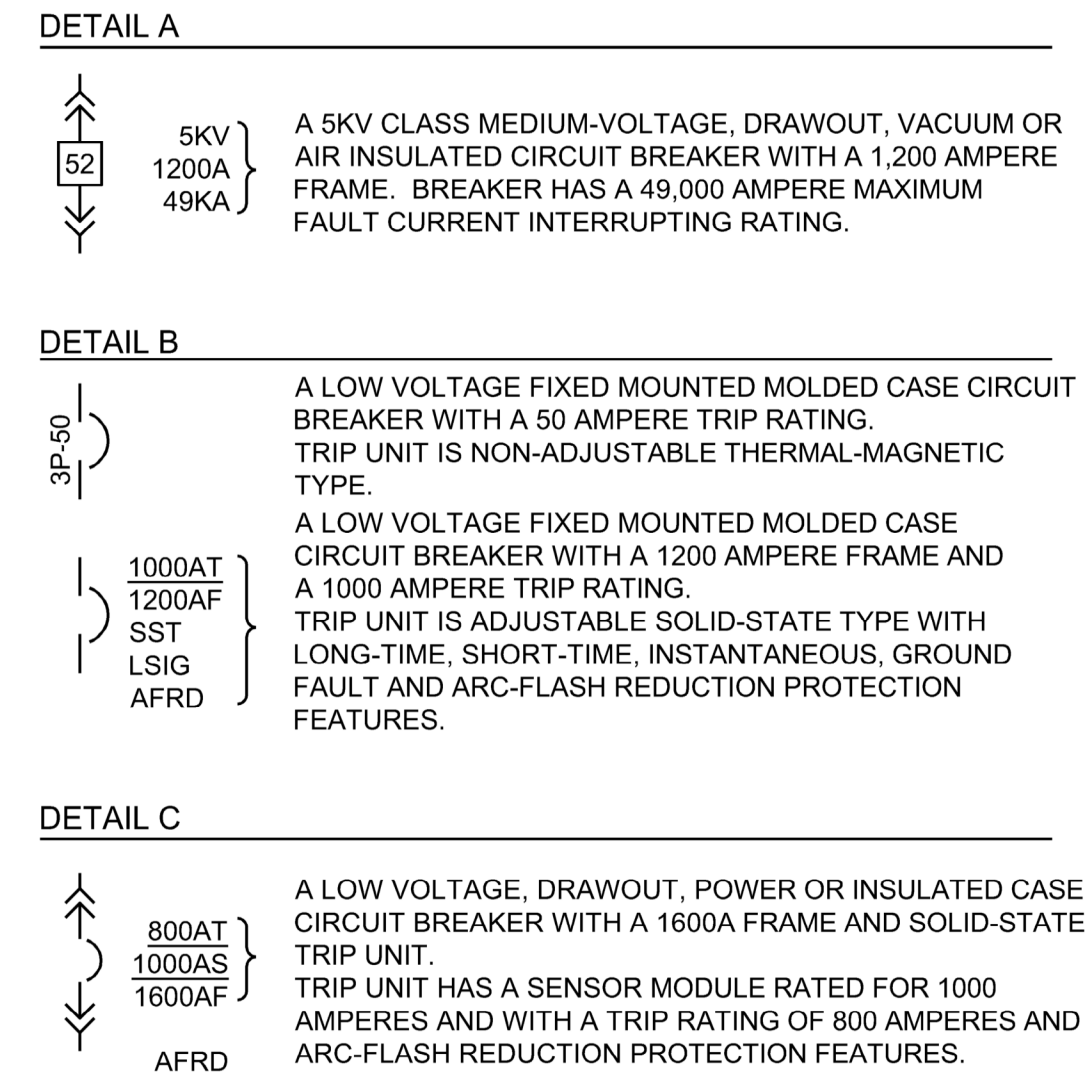 DETAIL A
52
5KV
1200A
49KA
A 5KV CLASS MEDIUM-VOLTAGE, DRAWOUT, VACUUM OR
AIR INSULATED CIRCUIT BREAKER WITH A 1,200 AMPERE
FRAME. BREAKER HAS A 49,000 AMPERE MAXIMUM
FAULT CURRENT INTERRUPTING RATING.
DETAIL B
3P-50
A LOW VOLTAGE FIXED MOUNTED MOLDED CASE CIRCUIT
BREAKER WITH A 50 AMPERE TRIP RATING.
TRIP UNIT IS NON-ADJUSTABLE THERMAL-MAGNETIC
TYPE.
1000AT
1200AF
SST
LSIG
AFRD
A LOW VOLTAGE FIXED MOUNTED MOLDED CASE
CIRCUIT BREAKER WITH A 1200 AMPERE FRAME AND
A 1000 AMPERE TRIP RATING.
TRIP UNIT IS ADJUSTABLE SOLID-STATE TYPE WITH
LONG-TIME, SHORT-TIME, INSTANTANEOUS, GROUND
FAULT AND ARC-FLASH REDUCTION PROTECTION
FEATURES.
DETAIL C
800AT
1000AS
1600AF
AFRD
A LOW VOLTAGE, DRAWOUT, POWER OR INSULATED CASE
CIRCUIT BREAKER WITH A 1600A FRAME AND SOLID-STATE
TRIP UNIT.
TRIP UNIT HAS A SENSOR MODULE RATED FOR 1000
AMPERES AND WITH A TRIP RATING OF 800 AMPERES AND
ARC-FLASH REDUCTION PROTECTION FEATURES.